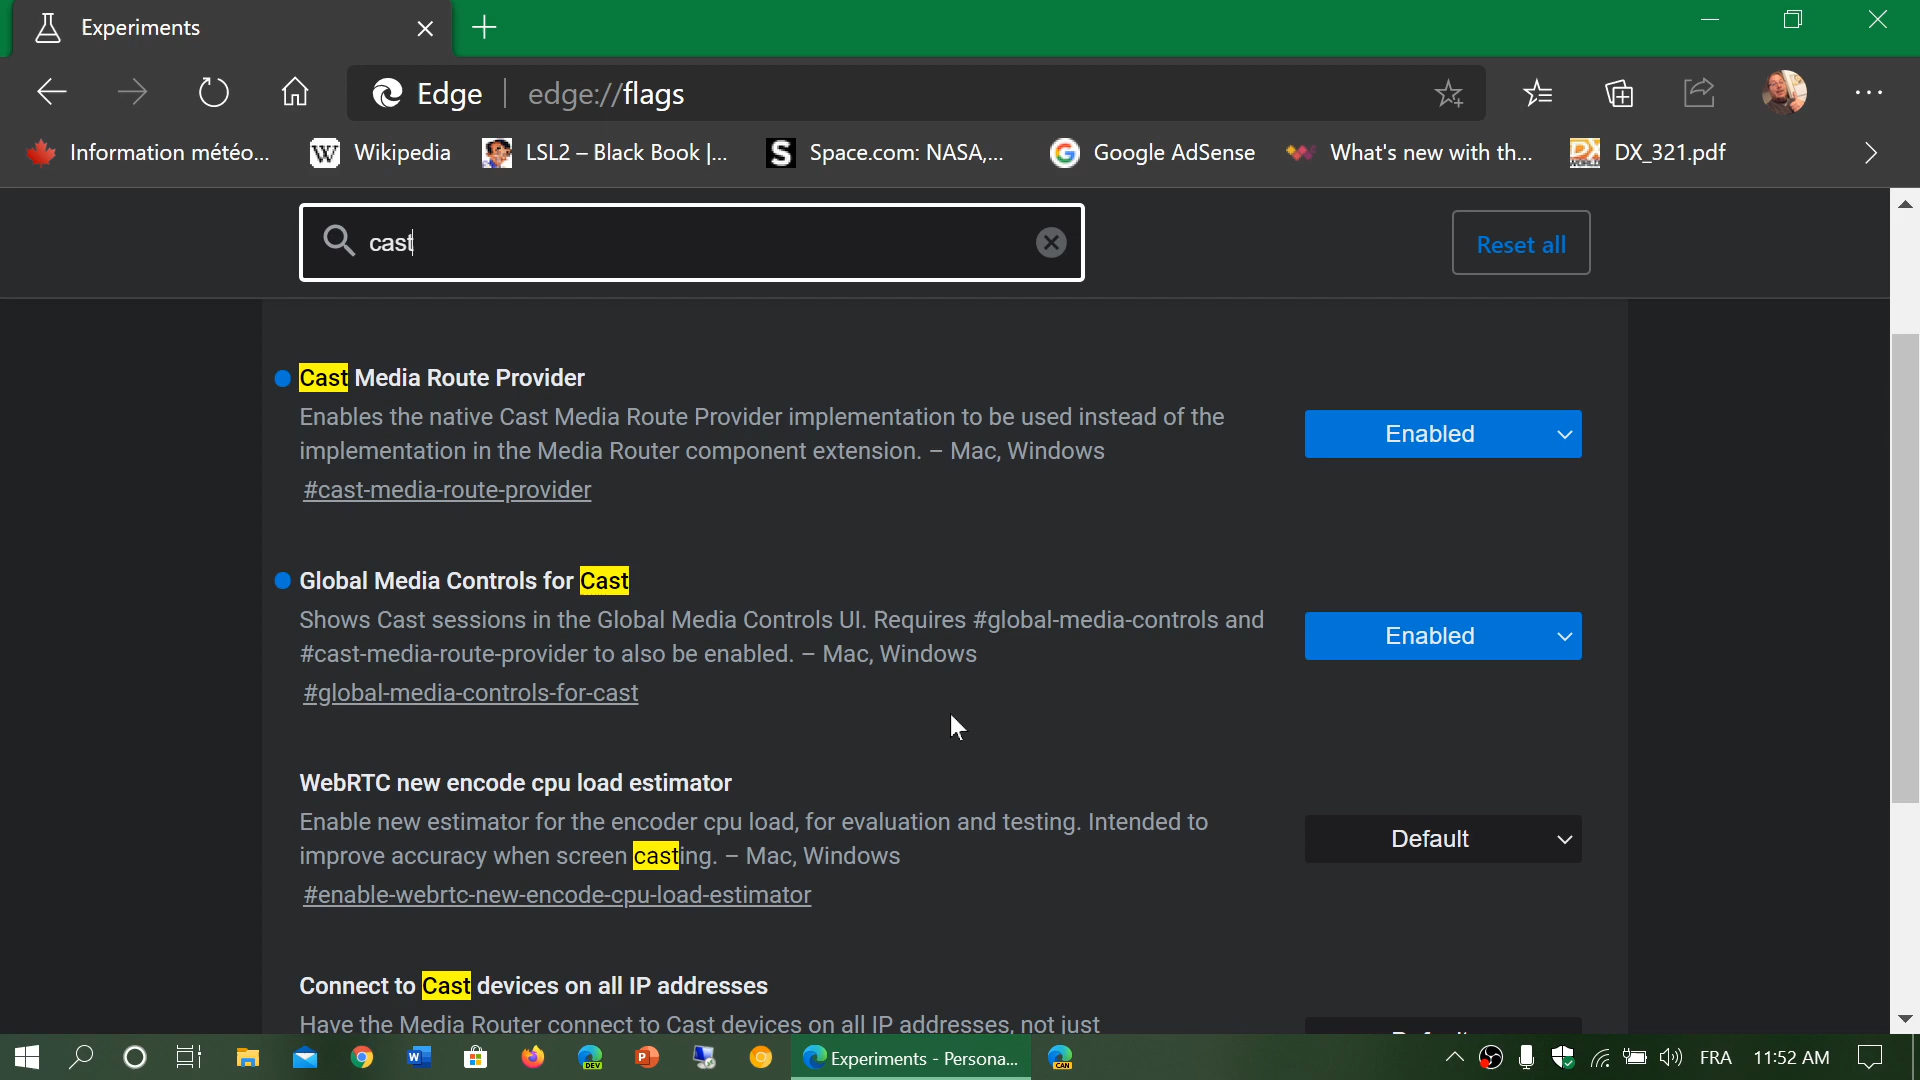 Experiments
Edge edge://flags
Information météo...
Wikipedia
LSL2 – Black Book |...
Space.com: NASA,...
Google AdSense
What's new with th...
DX_321.pdf
cast
Reset all
Cast Media Route Provider
Enables the native Cast Media Route Provider implementation to be used instead of the
implementation in the Media Router component extension. – Mac, Windows
#cast-media-route-provider
Enabled
Global Media Controls for Cast
Shows Cast sessions in the Global Media Controls UI. Requires #global-media-controls and
#cast-media-route-provider to also be enabled. – Mac, Windows
#global-media-controls-for-cast
Enabled
WebRTC new encode cpu load estimator
Enable new estimator for the encoder cpu load, for evaluation and testing. Intended to
improve accuracy when screen casting. – Mac, Windows
#enable-webrtc-new-encode-cpu-load-estimator
Default
Connect to Cast devices on all IP addresses
Have the Media Router connect to Cast devices on all IP addresses, not just
Experiments - Persona...
FRA
11:52 AM